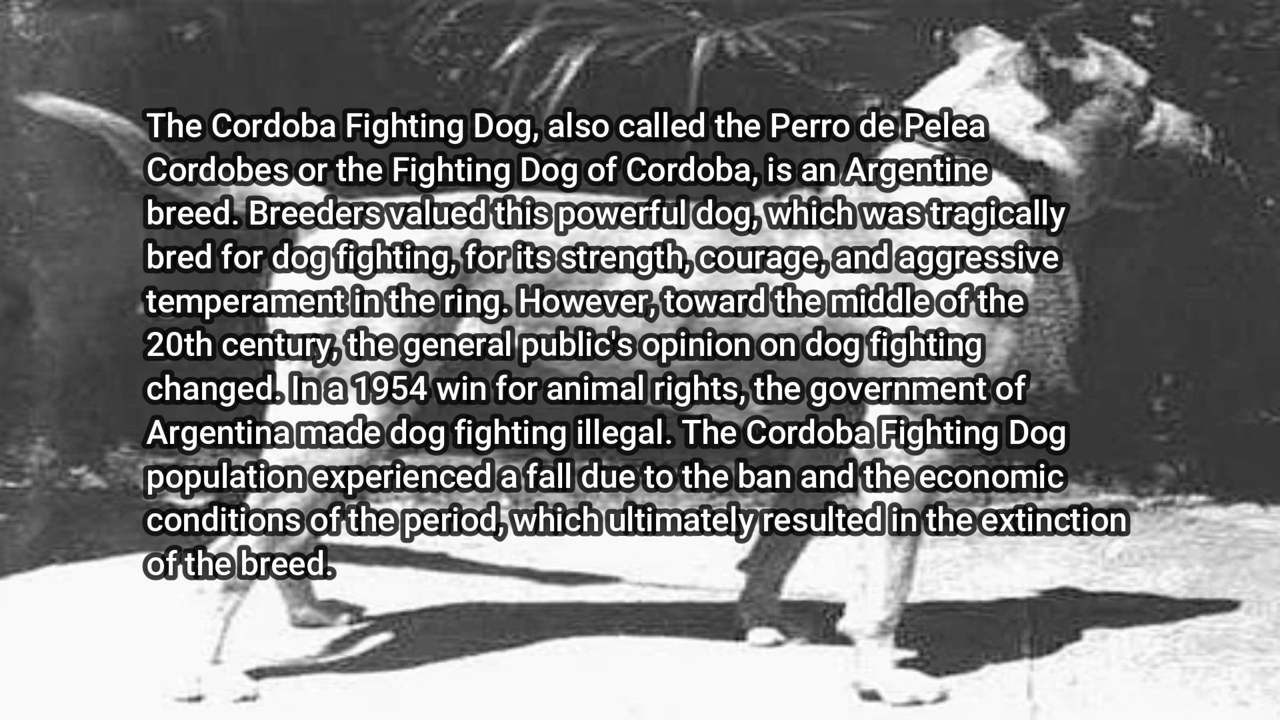 The Cordoba Fighting Dog, also called the Perro de Pelea
Cordobes or the Fighting Dog of Cordoba, is an Argentine
breed. Breeders valued this powerful dog, which was tragically
bred for dog fighting, for its strength, courage, and aggressive
temperament in the ring. However, toward the middle of the
20th century, the general public's opinion on dog fighting
changed. In a 1954 win for animal rights, the government of
Argentina made dog fighting illegal. The Cordoba Fighting Dog
population experienced a fall due to the ban and the economic
conditions of the period, which ultimately resulted in the extinction
of the breed.